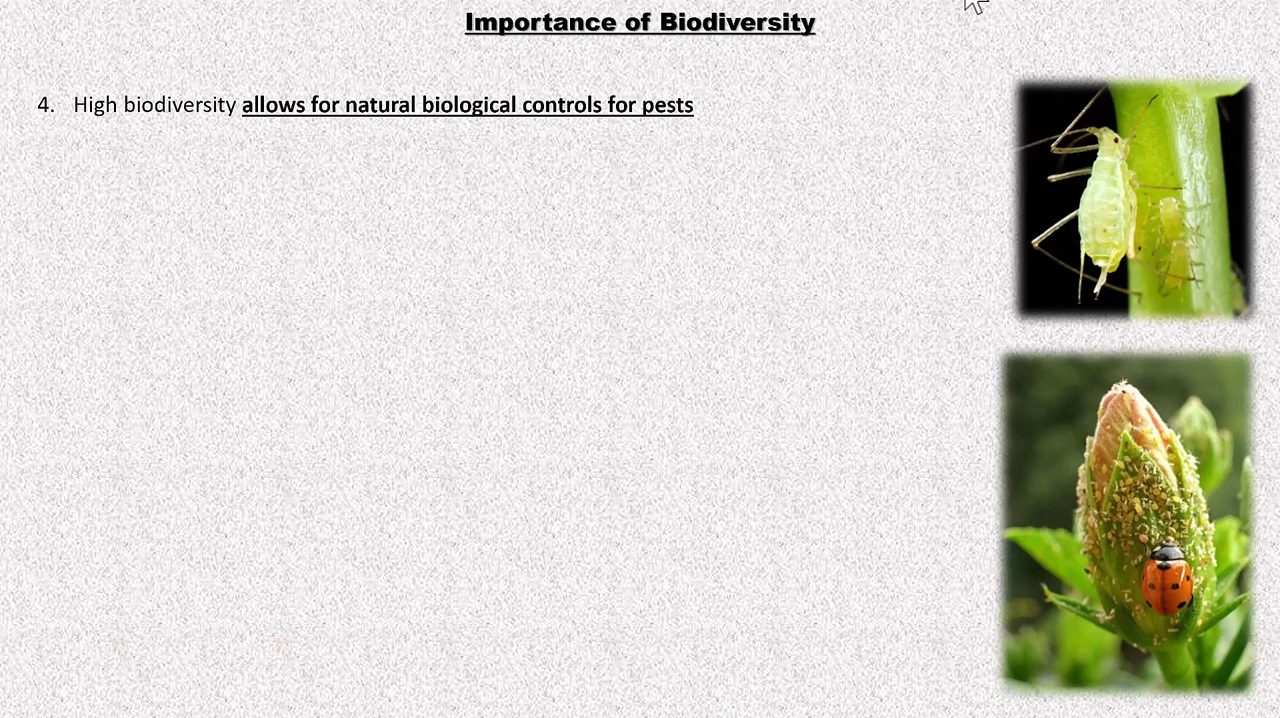 Importance of Biodiversity
4. High biodiversity allows for natural biological controls for pests